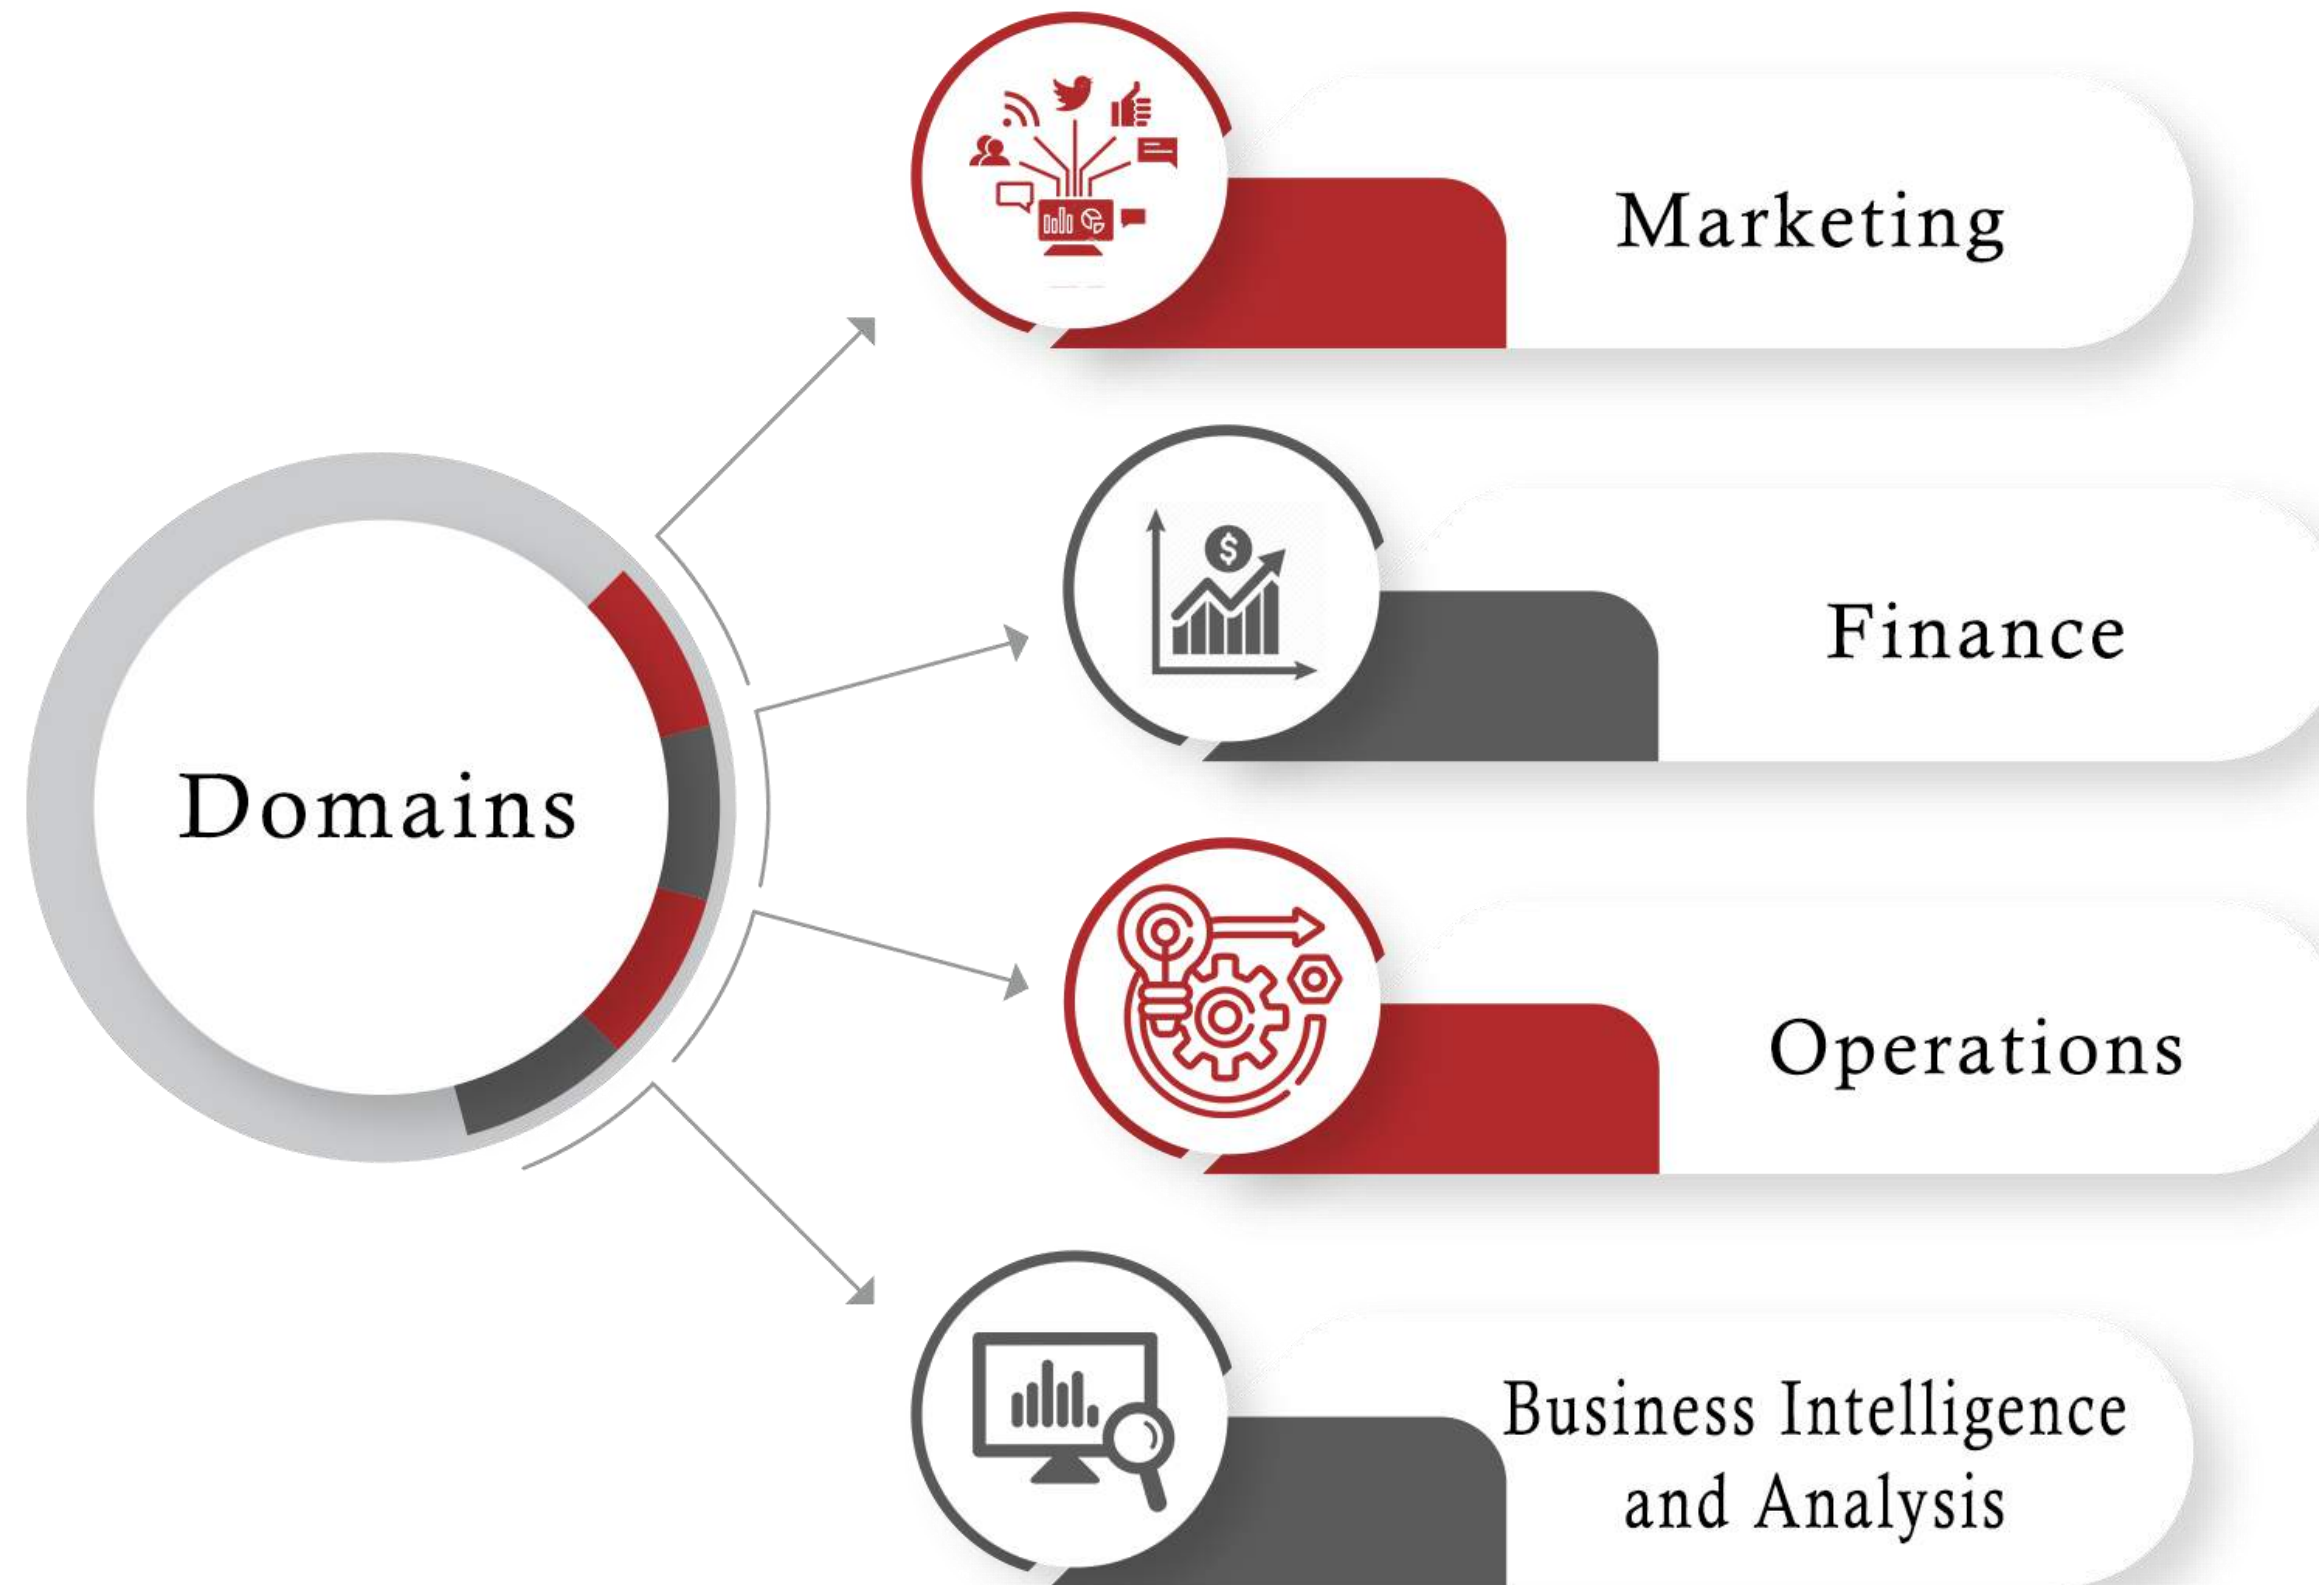 Marketing
Finance
Domains
Operations
Business Intelligence
and Analysis